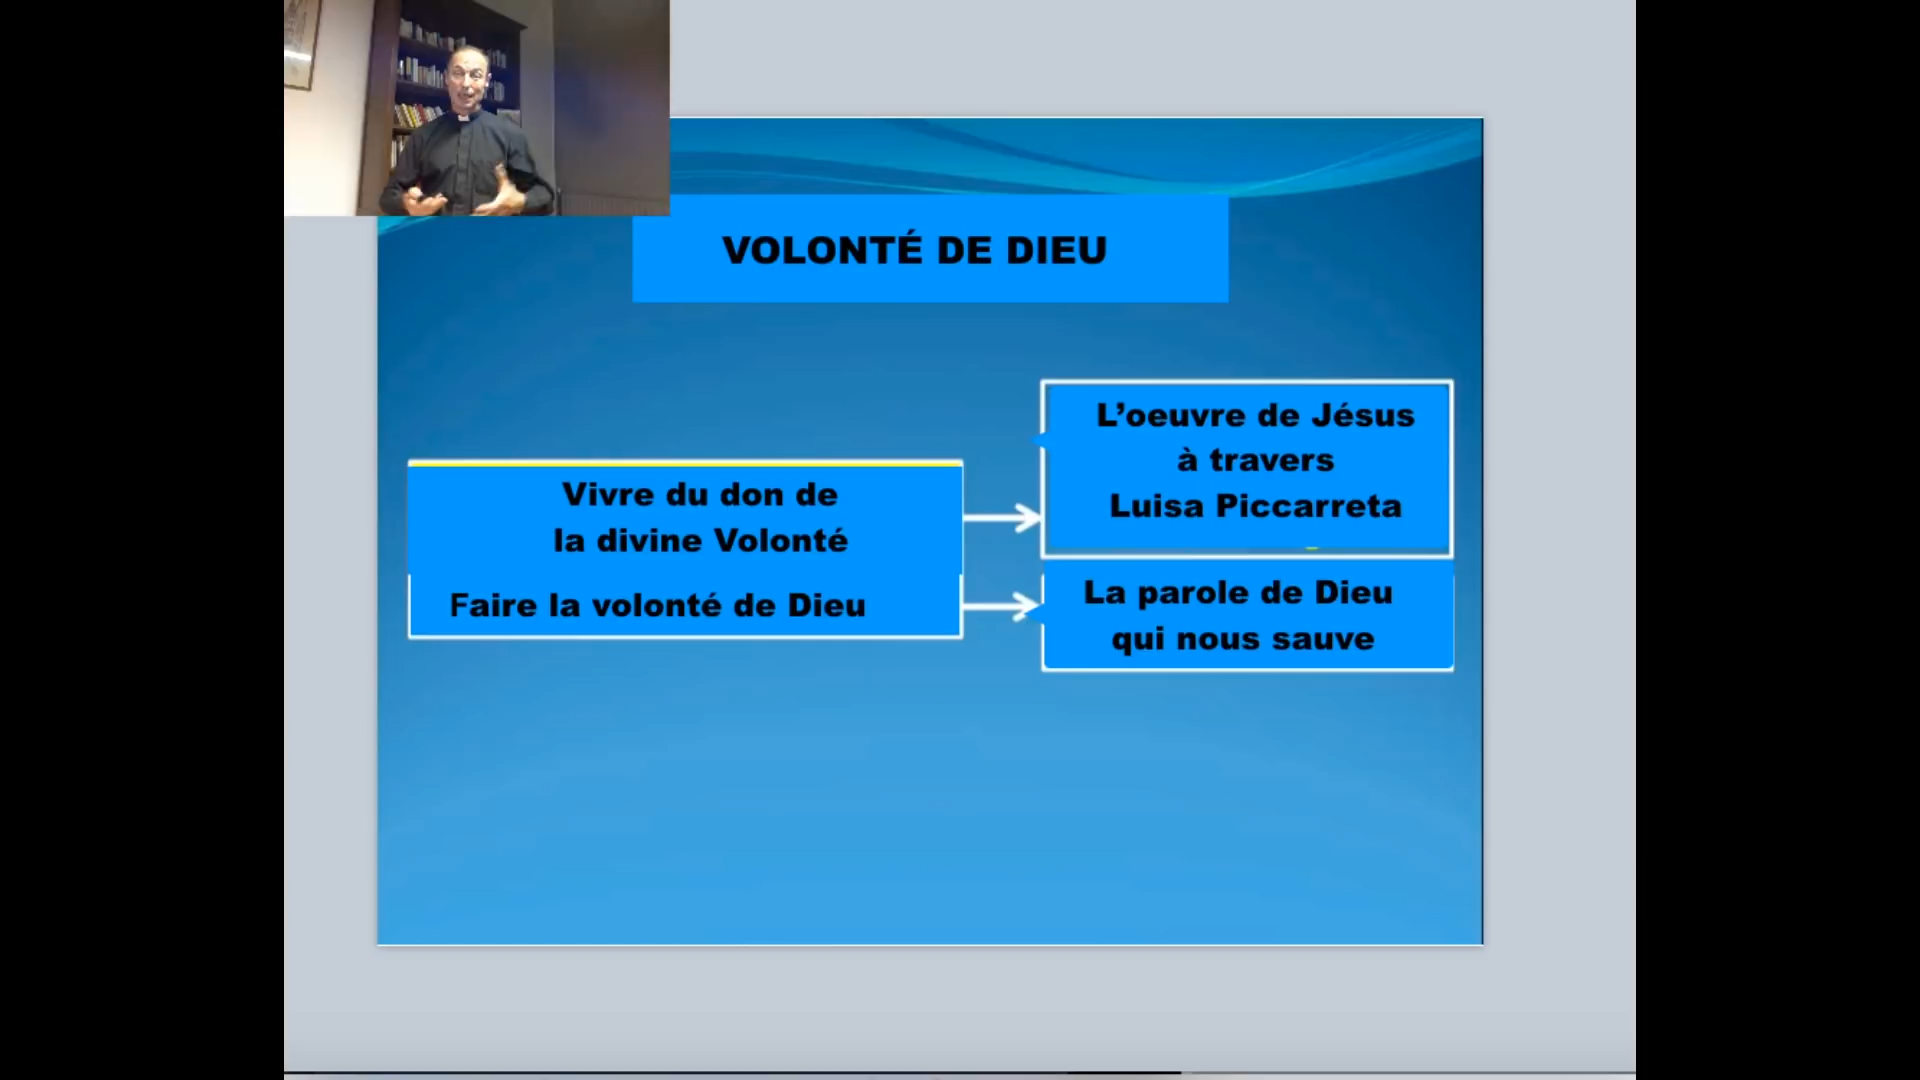 VOLONTÉ DE DIEU
Vivre du don de
la divine Volonté
Faire la volonté de Dieu
L’oeuvre de Jésus
à travers
Luisa Piccarreta
La parole de Dieu
qui nous sauve